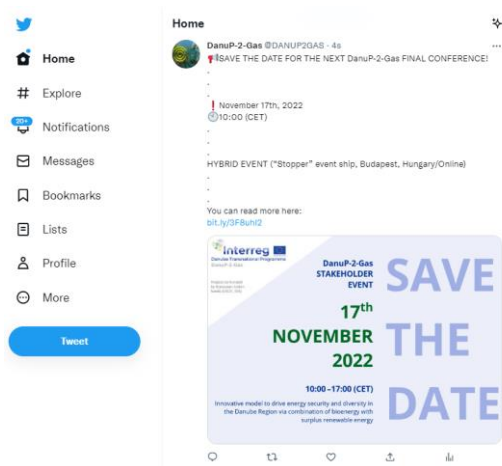 Home
Explore
20+
Notifications
Messages
Bookmarks
Lists
Profile
More
Tweet
Home
DanuP-2-Gas @DANUP2GAS · 4s
SAVE THE DATE FOR THE NEXT DanuP-2-Gas FINAL CONFERENCE!
.
.
.
November 17th, 2022
10:00 (CET)
.
.
.
HYBRID EVENT ("Stopper" event ship, Budapest, Hungary/Online)
.
.
.
You can read more here:
Interreg
Danube Transnational Programme
DanuP-2-Gas
DanuP-2-Gas
STAKEHOLDER
EVENT
17th
NOVEMBER
2022
10:00 –17:00 (CET)
Innovative model to drive energy security and diversity in
the Danube Region via combination of bioenergy with
surplus renewable energy
SAVE
THE
DATE